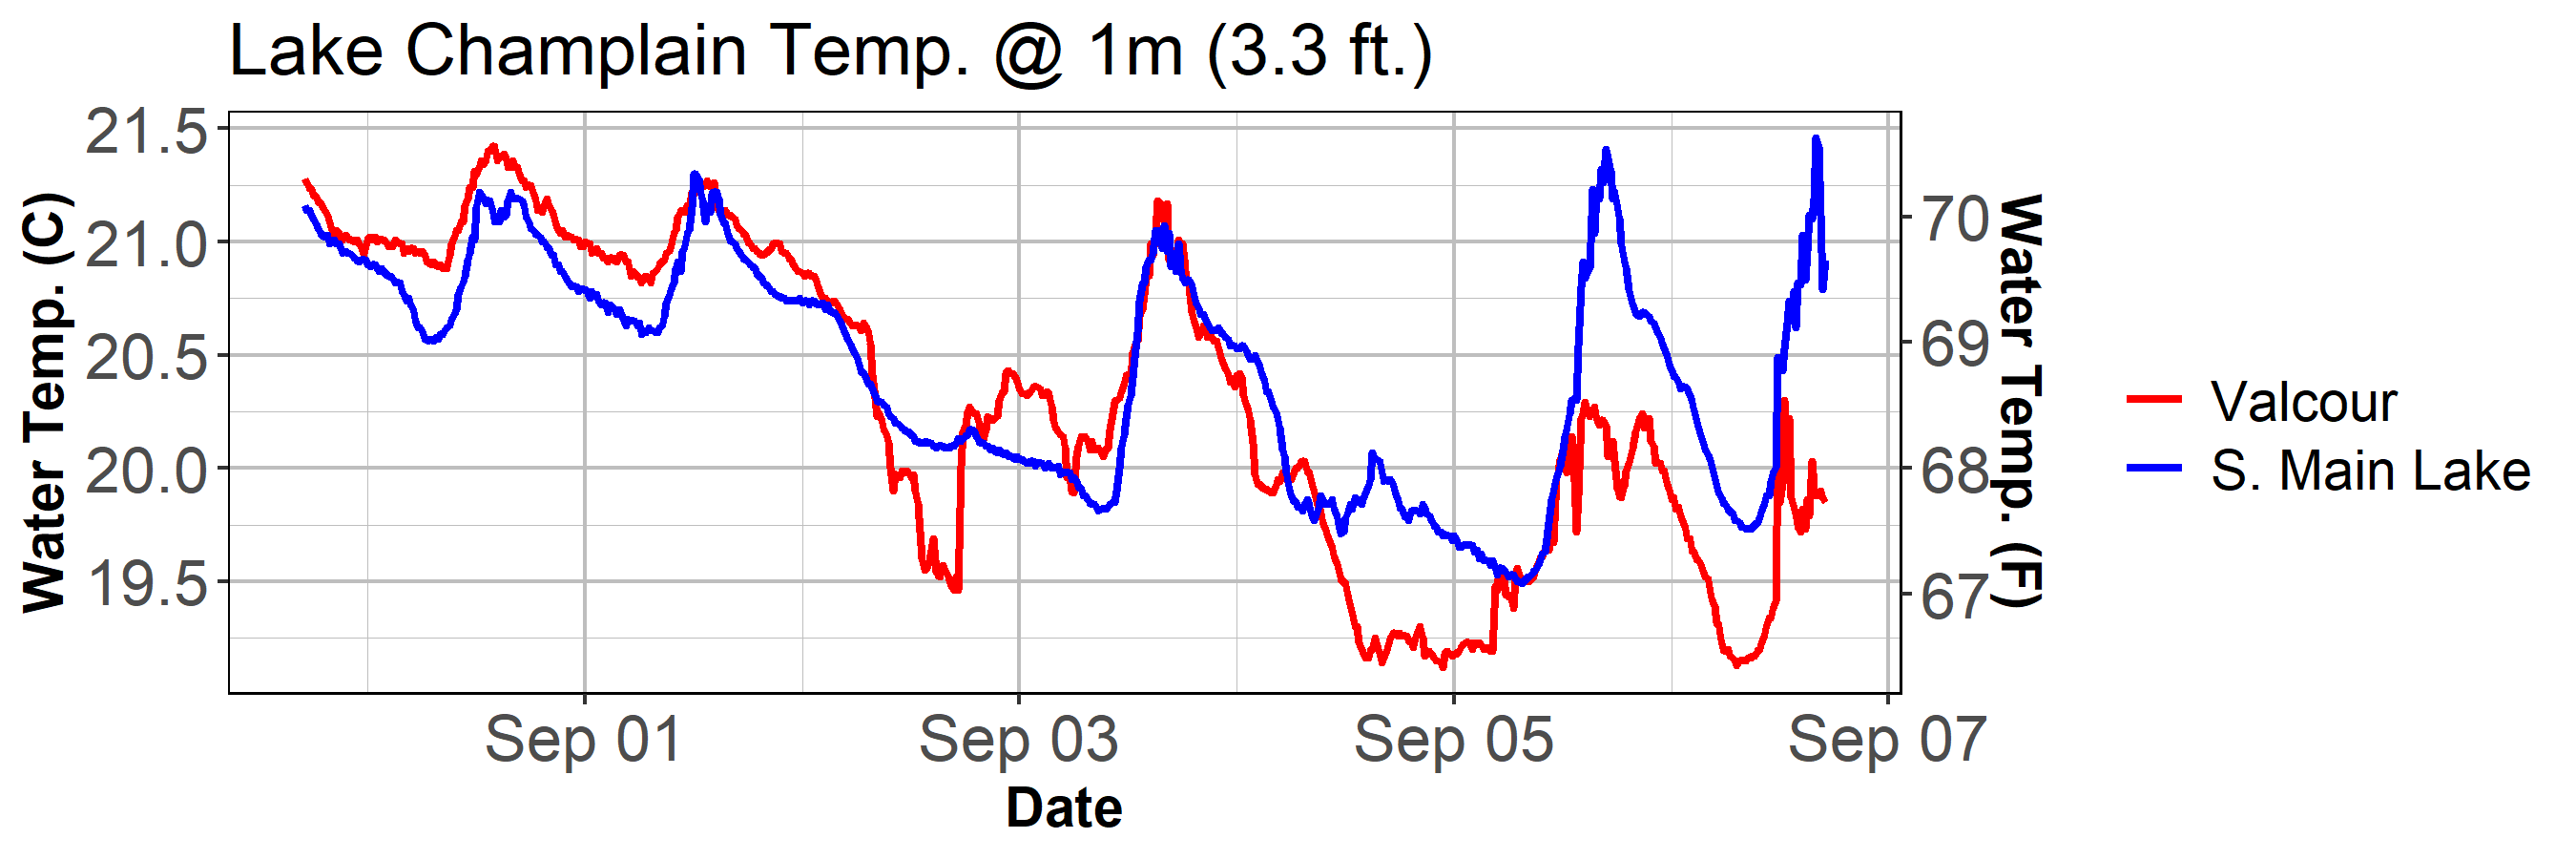 Lake Champlain Temp. @ 1m (3.3 ft.)
Water Temp. (C)
21.5
21.0
20.5
20.0
19.5
70
69
68
67
Water Temp. (F)
Sep 01
Sep 03
Sep 05
Sep 07
Date
Valcour
S. Main Lake